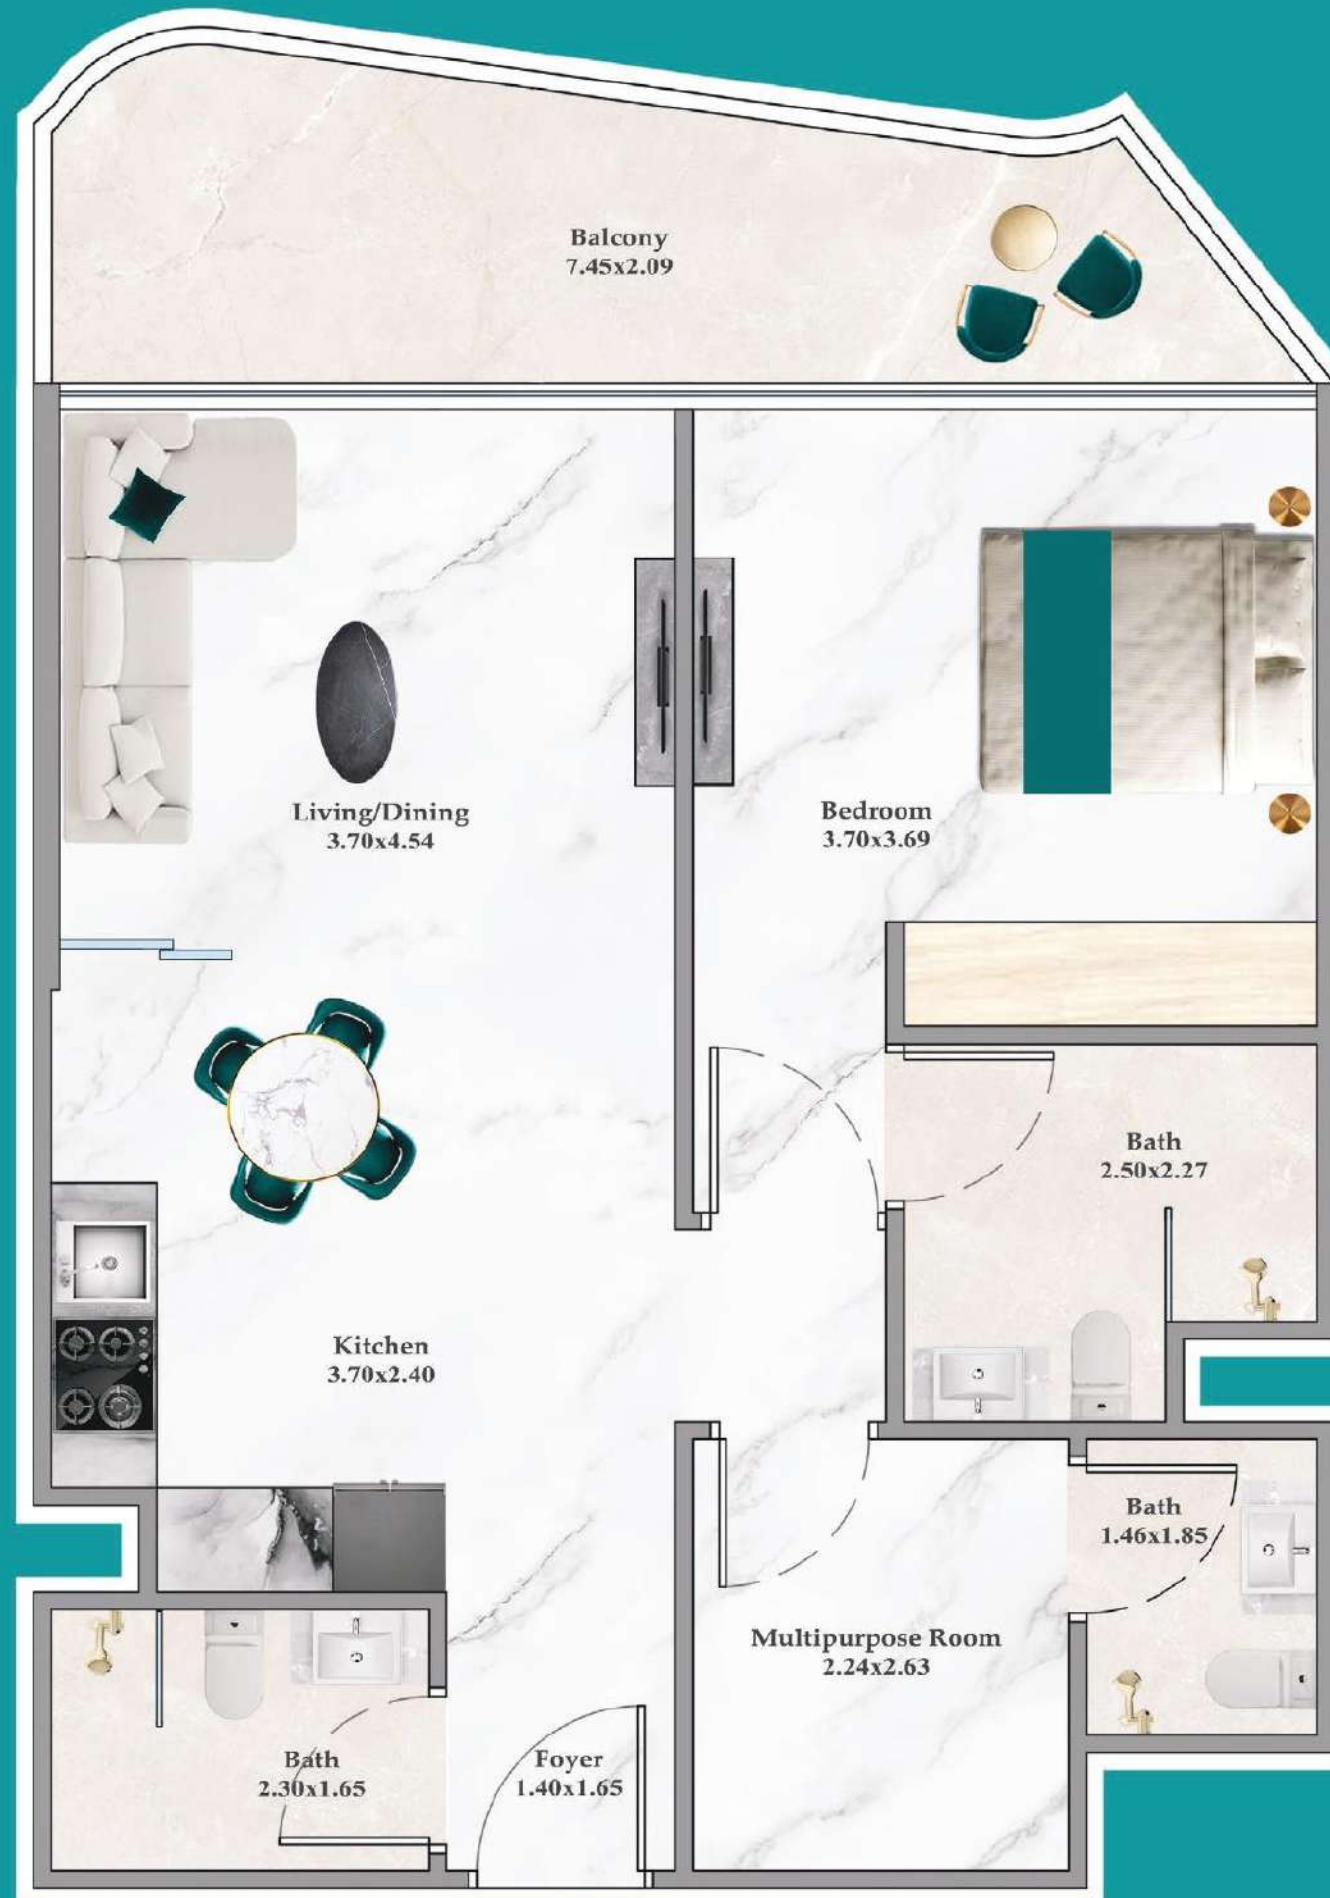 Balcony
7.45x2.09
Living/Dining
3.70x4.54
Bedroom
3.70x3.69
Bath
2.50x2.27
Kitchen
3.70x2.40
Bath
1.46x1.85
Multipurpose Room
2.24x2.63
Bath
2.30x1.65
Foyer
1.40x1.65